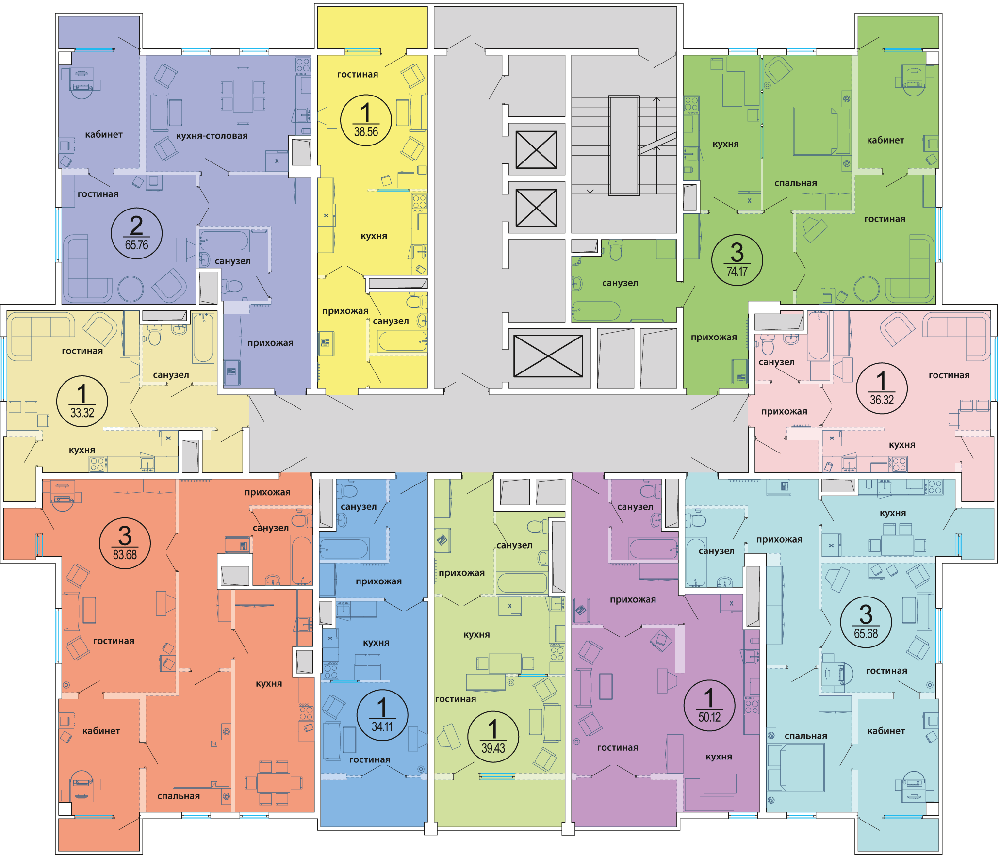 кабинет
кухня-столовая
гостиная
2
65.76
санузел
прихожая
гостиная
1
38.56
кухня
прихожая
санузел
кухня
спальная
кабинет
гостиная
3
74.17
санузел
прихожая
гостиная
санузел
1
33.32
кухня
санузел
прихожая
1
36.32
гостиная
кухня
прихожая
санузел
3
83.68
гостиная
кабинет
спальная
кухня
санузел
прихожая
кухня
1
34.11
гостиная
санузел
прихожая
кухня
гостиная
1
39.43
санузел
прихожая
гостиная
1
50.12
кухня
санузел
прихожая
кухня
3
65.68
гостиная
спальная
кабинет